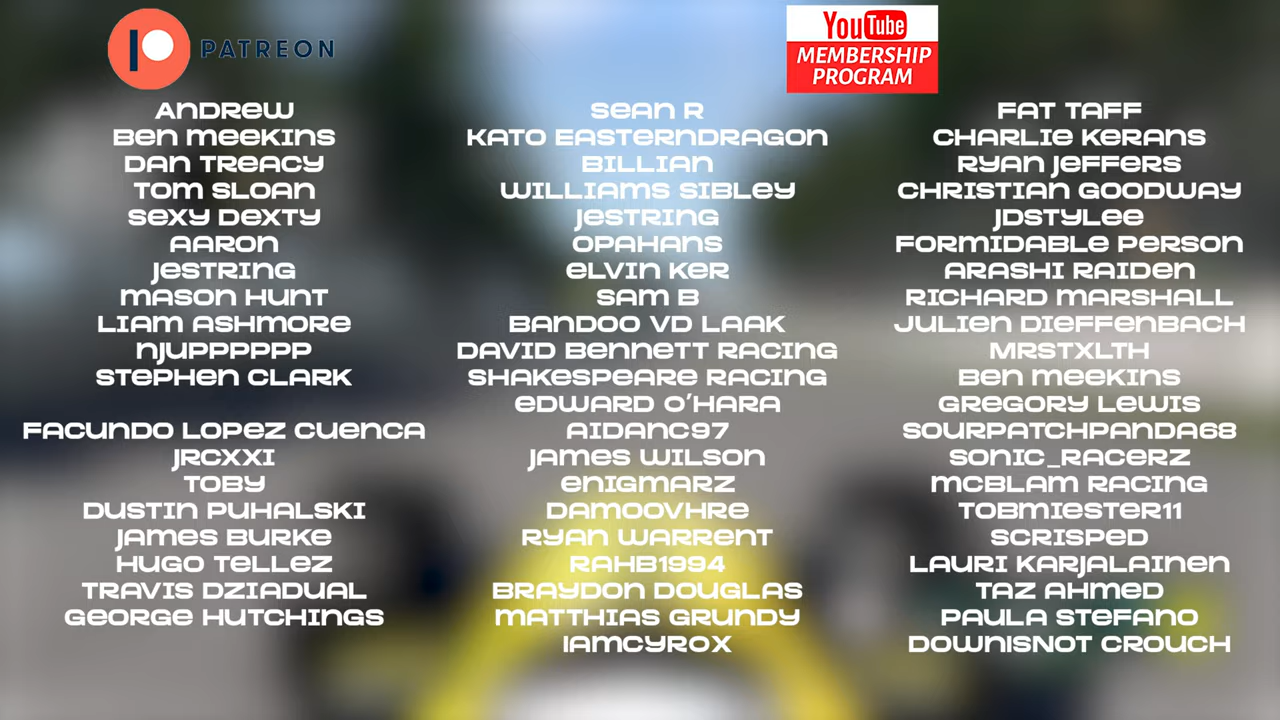 PATREON
ANDREW
BEN MEEKINS
DAN TREACY
TOM SLOAN
SEXY DEXTY
AARON
JESTRING
MASON HUNT
LIAM ASHMORE
NJUPPPPPP
STEPHEN CLARK
FACUNDO LOPEZ CUENCA
JRCXXI
TOBY
DUSTIN PUHALSKI
JAMES BURKE
HUGO TELLEZ
TRAVIS DZIADUAL
GEORGE HUTCHINGS
YouTube
MEMBERSHIP
PROGRAM
SEAN R
KATO EASTERNDRAGON
BILLIAN
WILLIAMS SIBLEY
JESTRING
OPAHANS
ELVIN KER
SAM B
BANDOO VD LAAK
DAVID BENNETT RACING
SHAKESPEARE RACING
EDWARD O'HARA
AIDANC97
JAMES WILSON
ENIGMARZ
DAMOOVHRE
RYAN WARRENT
RAHB1994
BRAYDON DOUGLAS
MATTHIAS GRUNDY
IAMCYROX
FAT TAFF
CHARLIE KERANS
RYAN JEFFERS
CHRISTIAN GOODWAY
JDSTYLEE
FORMIDABLE PERSON
ARASHI RAIDEN
RICHARD MARSHALL
JULIEN DIEFFENBACH
MRSTXLTH
BEN MEEKINS
GREGORY LEWIS
SOURPATCHPANDA68
SONIC_RACERZ
MCBLAM RACING
TOBMIESTER11
SCRISPED
LAURI KARJALAINEN
TAZ AHMED
PAULA STEFANO
DOWNISNOT CROUCH